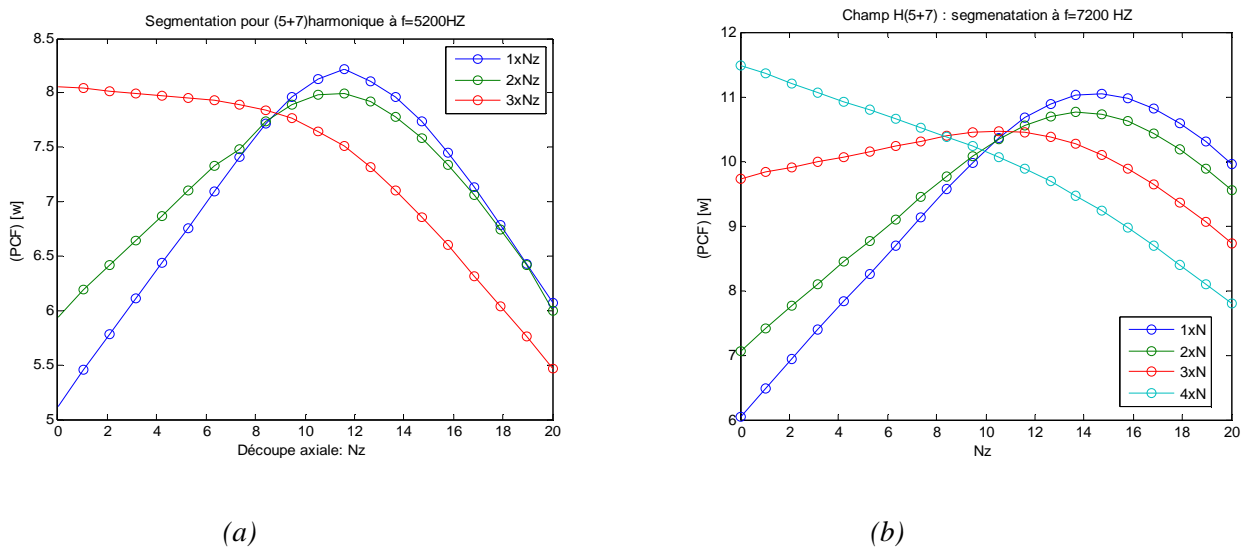 Segmentation pour (5+7)harmonique à f=5200HZ
8.5
8
7.5
7
6.5
6
5.5
5
(PCF) [w]
0 2 4 6 8 10 12 14 16 18 20
Découpe axiale: Nz
1xNz
2xNz
3xNz
(a)
Champ H(5+7) : segmenatation à f=7200 HZ
12
11
10
9
8
7
6
(PCF) [w]
0 2 4 6 8 10 12 14 16 18 20
Nz
1xN
2xN
3xN
4xN
(b)